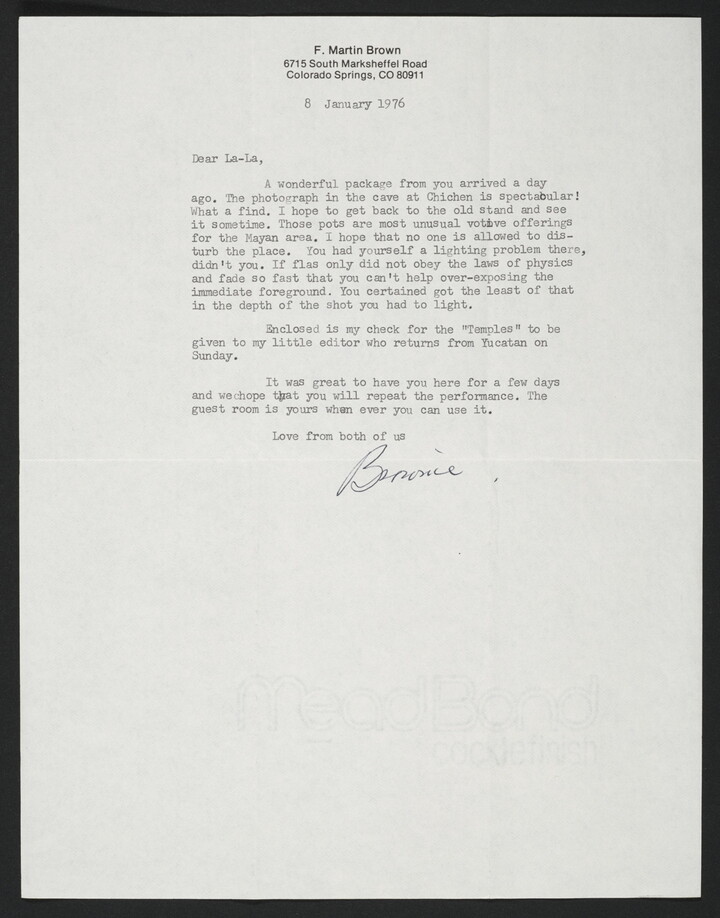 F. Martin Brown
6715 South Marksheffel Road
Colorado Springs, CO 80911
8 January 1976
Dear La-La,
A wonderful package from you arrived a day
ago. The photograph in the cave at Chichen is spectabular!
What a find. I hope to get back to the old stand and see
it sometime. Those pots are most unusual votive offerings
for the Mayan area. I hope that no one is allowed to dis-
turb the place. You had yourself a lighting problem there,
didn't you. If flas only did not obey the laws of physics
and fade so fast that you can't help over-exposing the
immediate foreground. You certained got the least of that
in the depth of the shot you had to light.
Enclosed is my check for the "Temples" to be
given to my little editor who returns from Yucatan on
Sunday.
It was great to have you here for a few days
and we hope that you will repeat the performance. The
guest room is yours when ever you can use it.
Love from both of us
Brownie
Mead Bond
cockle finish